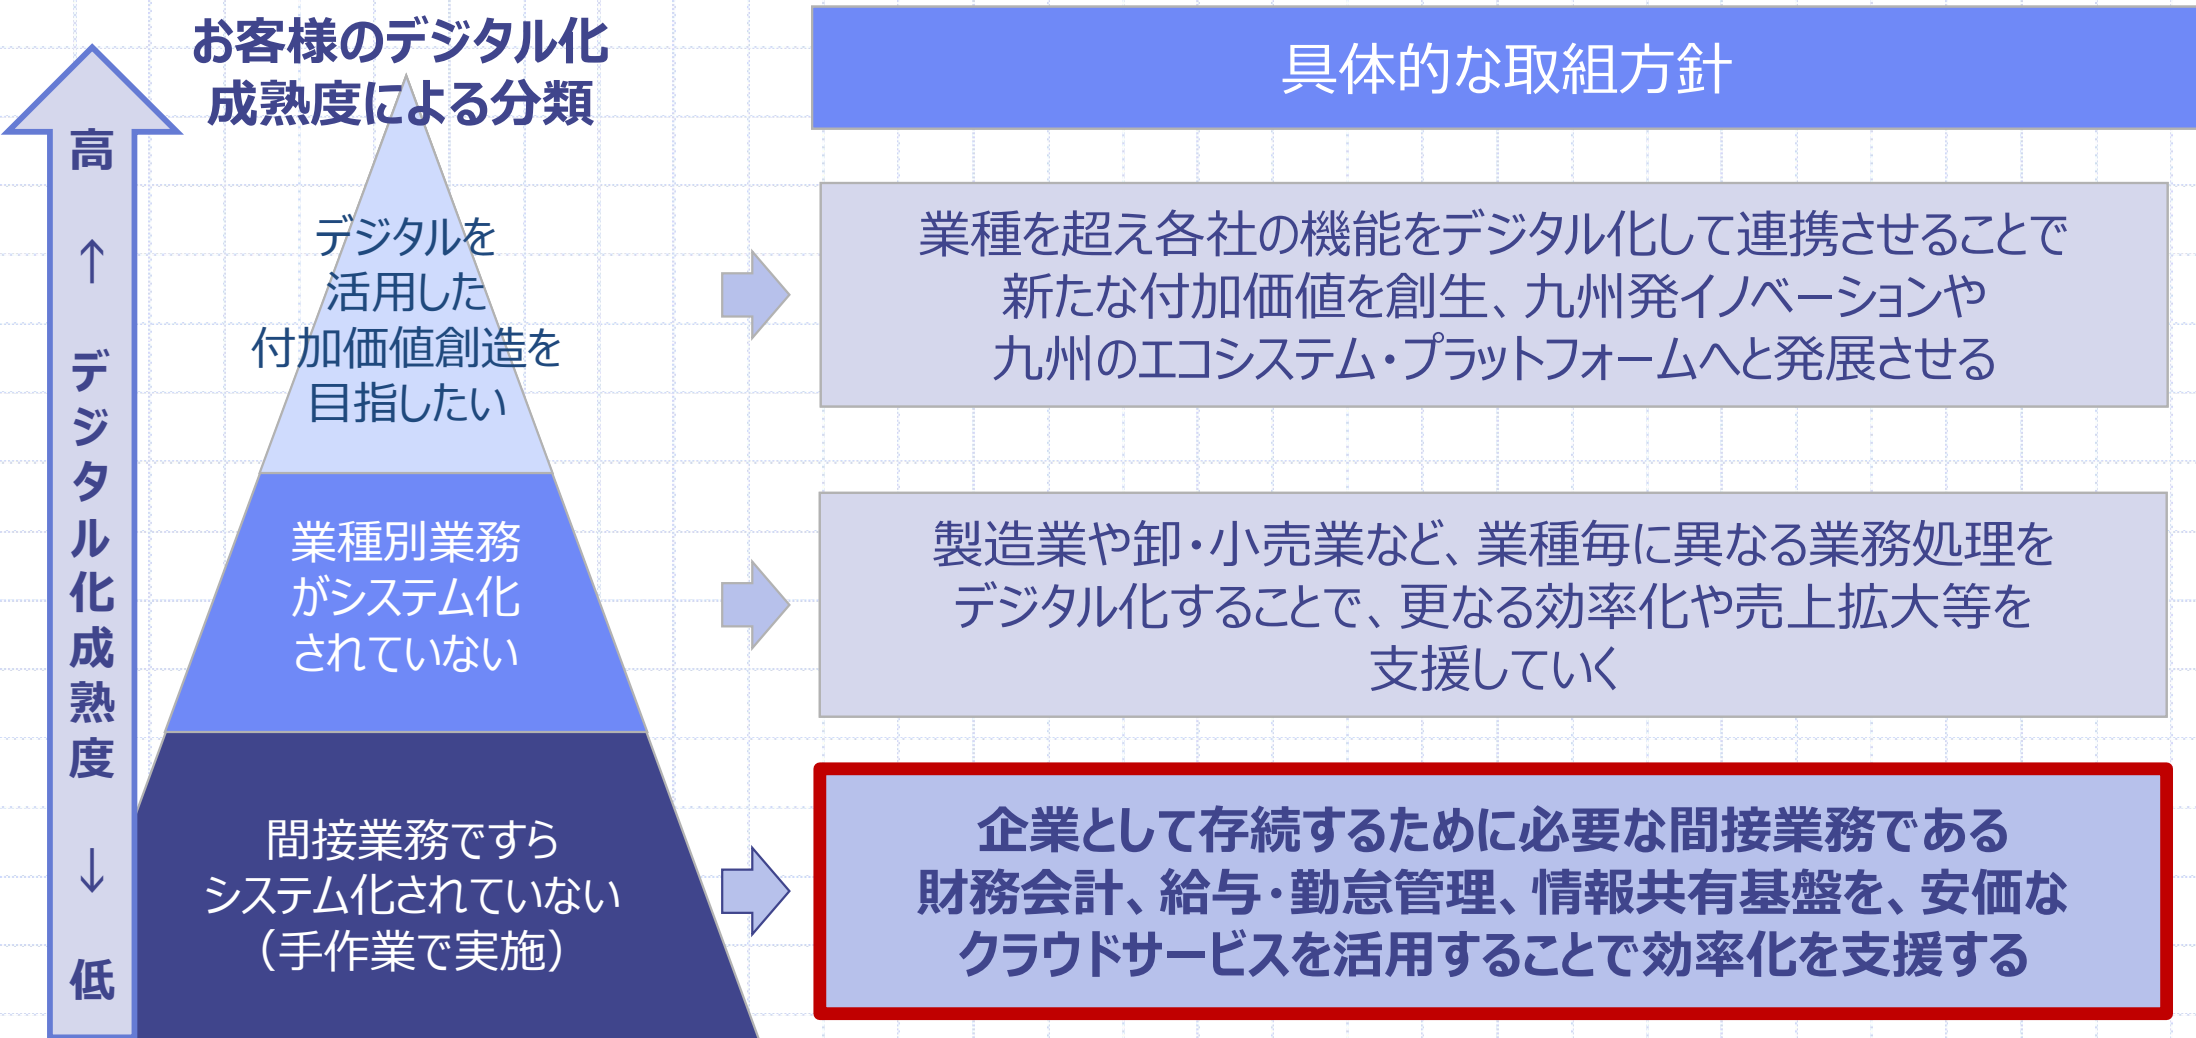 お客様のデジタル化
成熟度による分類
具体的な取組方針
高
↑
デジタル化成熟度
↓
低
デジタルを
活用した
付加価値創造を
目指したい
業種を超え各社の機能をデジタル化して連携させることで
新たな付加価値を創生、九州発イノベーションや
九州のエコシステム・プラットフォームへと発展させる
業種別業務
がシステム化
されていない
製造業や卸・小売業など、業種毎に異なる業務処理を
デジタル化することで、更なる効率化や売上拡大等を
支援していく
間接業務ですら
システム化されていない
（手作業で実施）
企業として存続するために必要な間接業務である
財務会計、給与・勤怠管理、情報共有基盤を、安価な
クラウドサービスを活用することで効率化を支援する